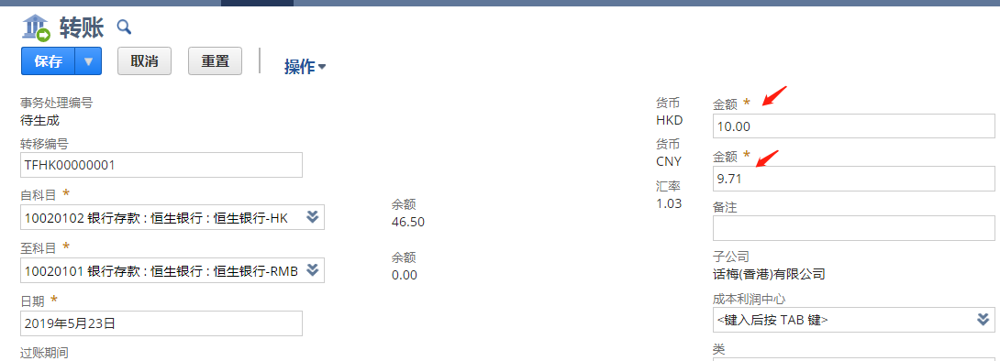 转账
保存
取消
重置
操作
事务处理编号
待生成
转移编号
TFHK00000001
自科目 *
10020102 银行存款 : 恒生银行 : 恒生银行-HK
余额
46.50
至科目 *
10020101 银行存款 : 恒生银行 : 恒生银行-RMB
余额
0.00
日期 *
2019年5月23日
过账期间
货币
HKD
货币
CNY
汇率
1.03
金额 *
10.00
金额 *
9.71
备注
子公司
话梅(香港)有限公司
成本利润中心
<键入后按 TAB 键>
类